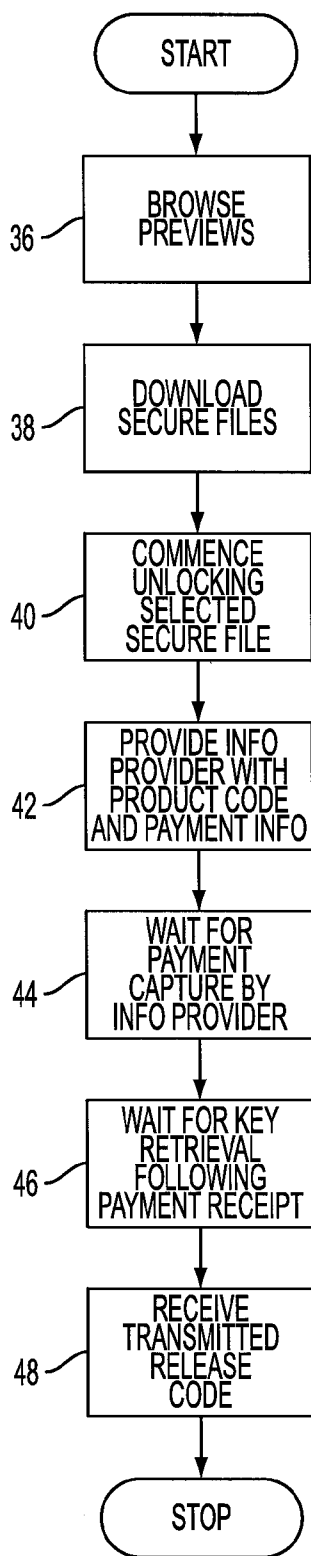 START
36
BROWSE
PREVIEWS
38
DOWNLOAD
SECURE FILES
40
COMMENCE
UNLOCKING
SELECTED
SECURE FILE
42
PROVIDE INFO
PROVIDER WITH
PRODUCT CODE
AND PAYMENT INFO
44
WAIT FOR
PAYMENT
CAPTURE BY
INFO PROVIDER
46
WAIT FOR KEY
RETRIEVAL
FOLLOWING
PAYMENT RECEIPT
48
RECEIVE
TRANSMITTED
RELEASE
CODE
STOP